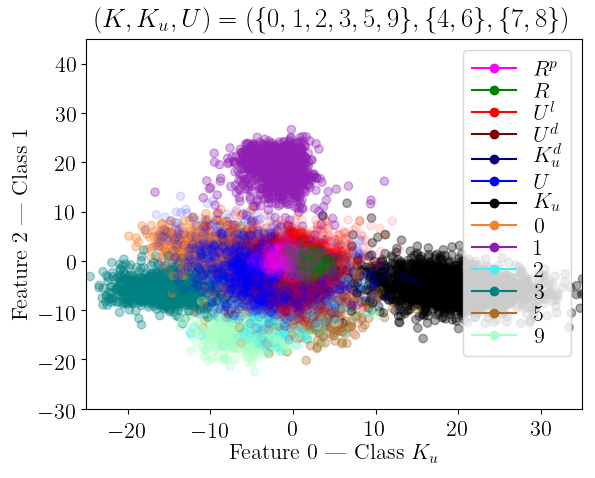 (K, K_u, U) = ({0, 1, 2, 3, 5, 9}, {4, 6}, {7, 8})
40
30
20
10
0
−10
−20
−30
Feature 2 — Class 1
R^p
R
U^l
U^d
K_u^d
U
K_u
0
1
2
3
5
9
−20
−10
0
10
20
30
Feature 0 — Class K_u